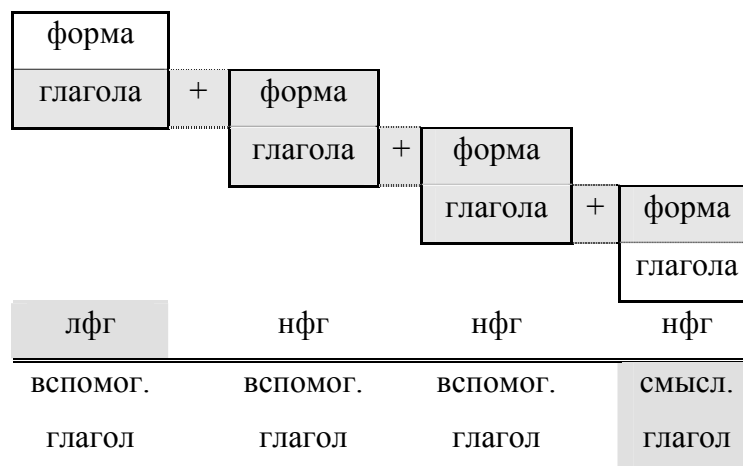 форма
глагола + форма
глагола + форма
глагола + форма
глагола
лфг нфг нфг нфг
вспомог. вспомог. вспомог. смысл.
глагол глагол глагол глагол